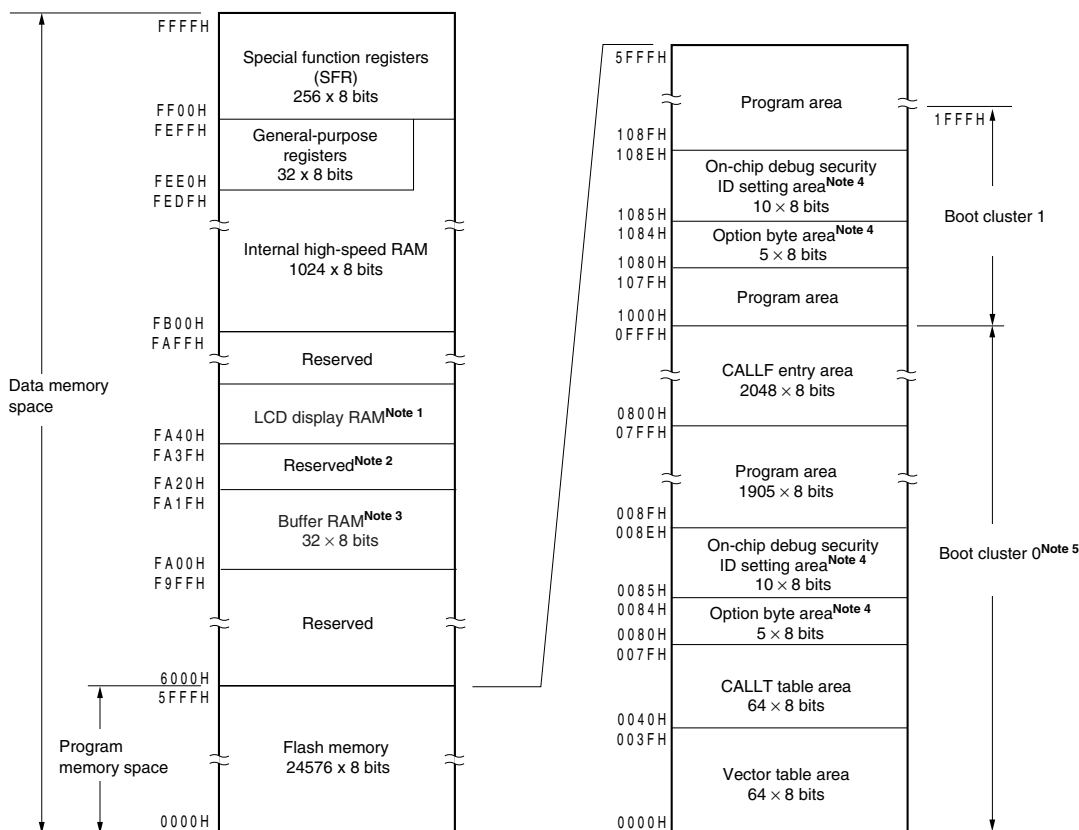 FFFFH
Special function registers
(SFR)
256 x 8 bits
FF00H
FEFFH
General-purpose
registers
32 x 8 bits
FEE0H
FEDFH
Internal high-speed RAM
1024 x 8 bits
FB00H
FAFFH
Reserved
Data memory
space
LCD display RAMNote 1
FA40H
FA3FH
ReservedNote 2
FA20H
FA1FH
Buffer RAMNote 3
32 × 8 bits
FA00H
F9FFH
Reserved
6000H
5FFFH
Program
memory space
Flash memory
24576 x 8 bits
0000H
5FFFH
Program area
1FFFH
108FH
108EH
On-chip debug security
ID setting areaNote 4
10 × 8 bits
Boot cluster 1
1085H
1084H
Option byte areaNote 4
5 × 8 bits
1080H
107FH
Program area
1000H
0FFFH
CALLF entry area
2048 × 8 bits
0800H
07FFH
Program area
1905 × 8 bits
008FH
008EH
On-chip debug security
ID setting areaNote 4
10 × 8 bits
Boot cluster 0Note 5
0085H
0084H
Option byte areaNote 4
5 × 8 bits
0080H
007FH
CALLT table area
64 × 8 bits
0040H
003FH
Vector table area
64 × 8 bits
0000H